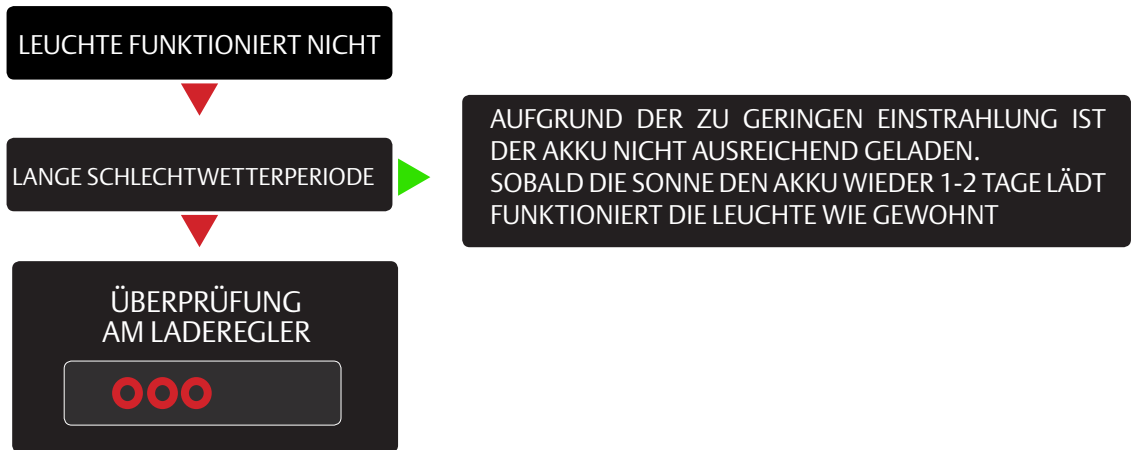 LEUCHTE FUNKTIONIERT NICHT
LANGE SCHLECHTWETTERPERIODE
AUFGRUND DER ZU GERINGEN EINSTRAHLUNG IST
DER AKKU NICHT AUSREICHEND GELADEN.
SOBALD DIE SONNE DEN AKKU WIEDER 1-2 TAGE LÄDT
FUNKTIONIERT DIE LEUCHTE WIE GEWOHNT
ÜBERPRÜFUNG
AM LADEREGLER